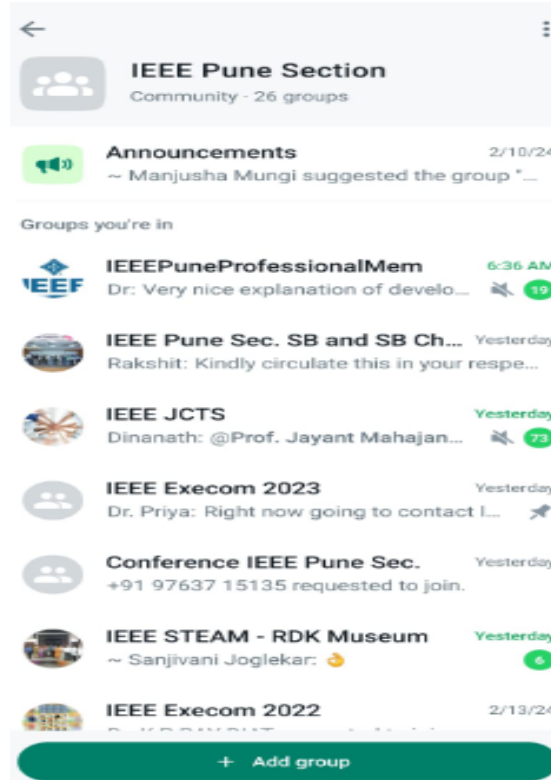 IEEE Pune Section
Community - 26 groups
Announcements 2/10/24
~ Manjusha Mungi suggested the group "...
Groups you're in
IEEEPuneProfessionalMem 6:36 AM
Dr: Very nice explanation of develo... 19
IEEE Pune Sec. SB and SB Ch... Yesterday
Rakshit: Kindly circulate this in your respe...
IEEE JCTS Yesterday
Dinanath: @Prof. Jayant Mahajan... 73
IEEE Execom 2023 Yesterday
Dr. Priya: Right now going to contact I...
Conference IEEE Pune Sec. Yesterday
+91 97637 15135 requested to join.
IEEE STEAM - RDK Museum Yesterday
~ Sanjivani Joglekar: 👌 6
IEEE Execom 2022 2/13/24
+ Add group